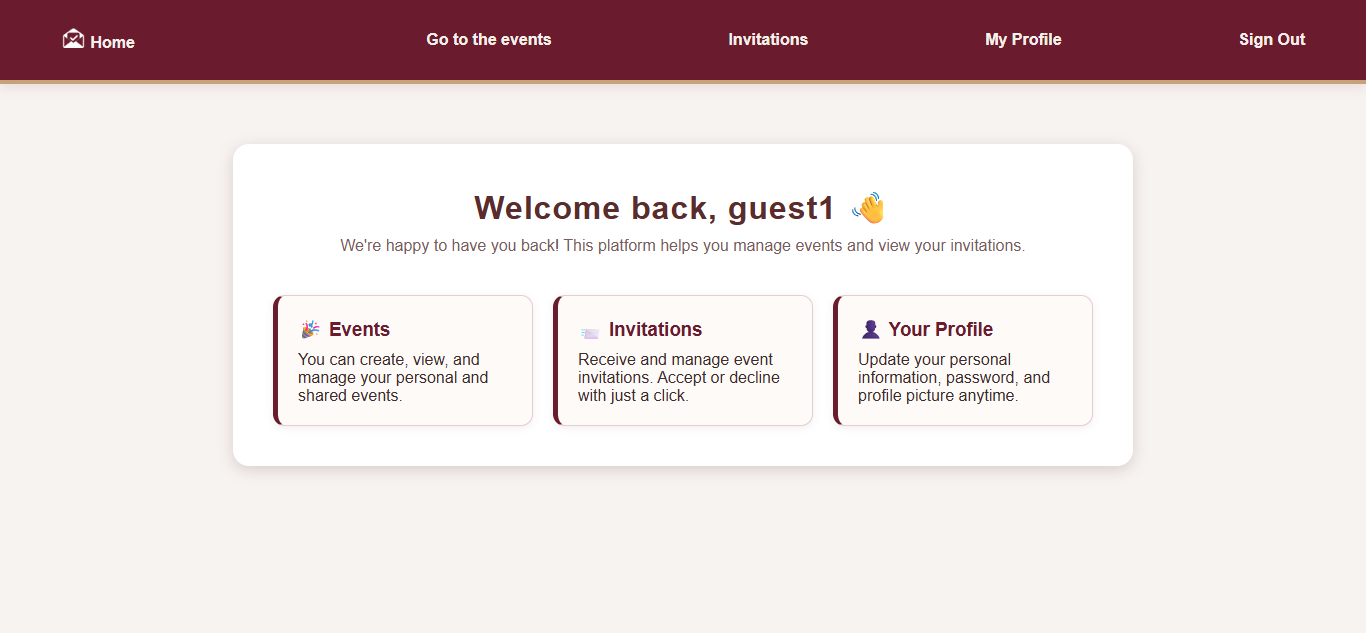 Home
Go to the events
Invitations
My Profile
Sign Out
Welcome back, guest1 👋
We're happy to have you back! This platform helps you manage events and view your invitations.
🎉 Events
You can create, view, and
manage your personal and
shared events.
📨 Invitations
Receive and manage event
invitations. Accept or decline
with just a click.
👤 Your Profile
Update your personal
information, password, and
profile picture anytime.